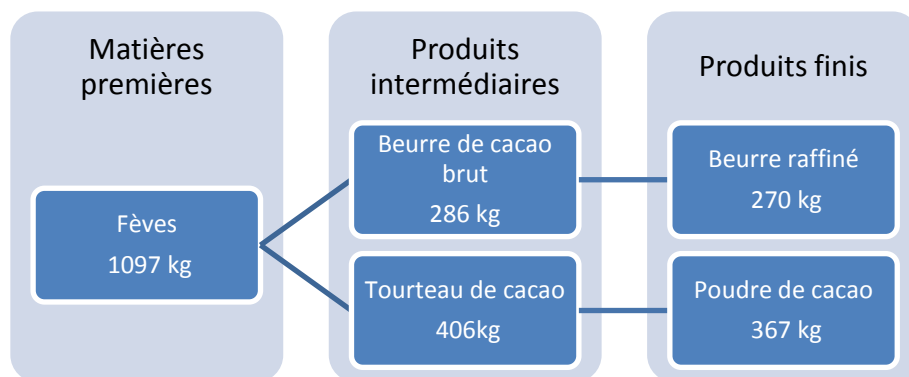 Matières
premières
Fèves
1097 kg
Produits
intermédiaires
Beurre de cacao
brut
286 kg
Tourteau de cacao
406kg
Produits finis
Beurre raffiné
270 kg
Poudre de cacao
367 kg